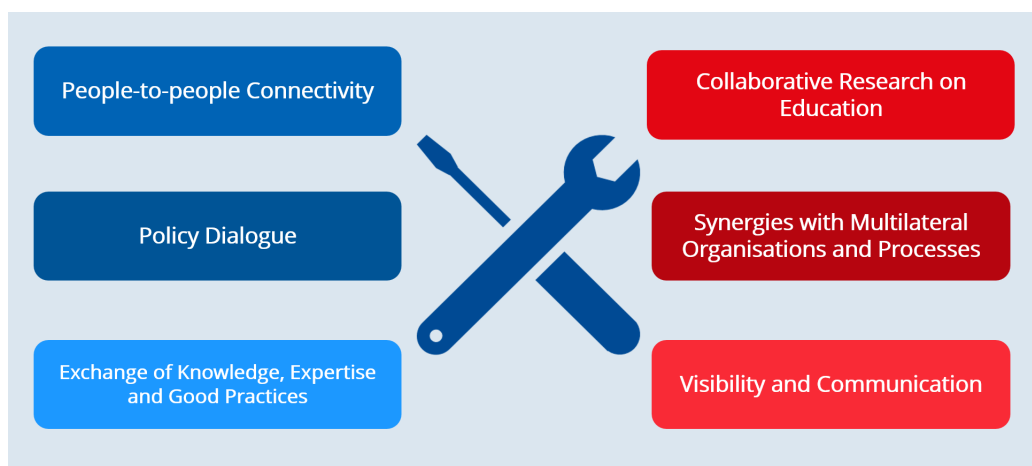 People-to-people Connectivity
Policy Dialogue
Exchange of Knowledge, Expertise
and Good Practices
Collaborative Research on
Education
Synergies with Multilateral
Organisations and Processes
Visibility and Communication